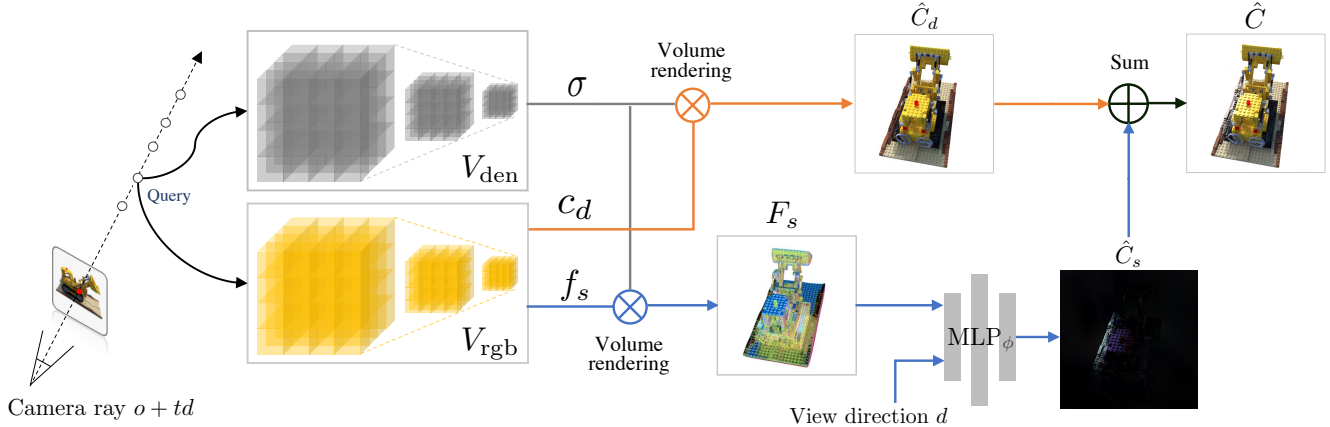 Query
Camera ray o + td
V_den
V_rgb
σ
c_d
f_s
Volume
rendering
Volume
rendering
F_s
Ĉ_d
Sum
Ĉ
Ĉ_s
MLP_ϕ
View direction d